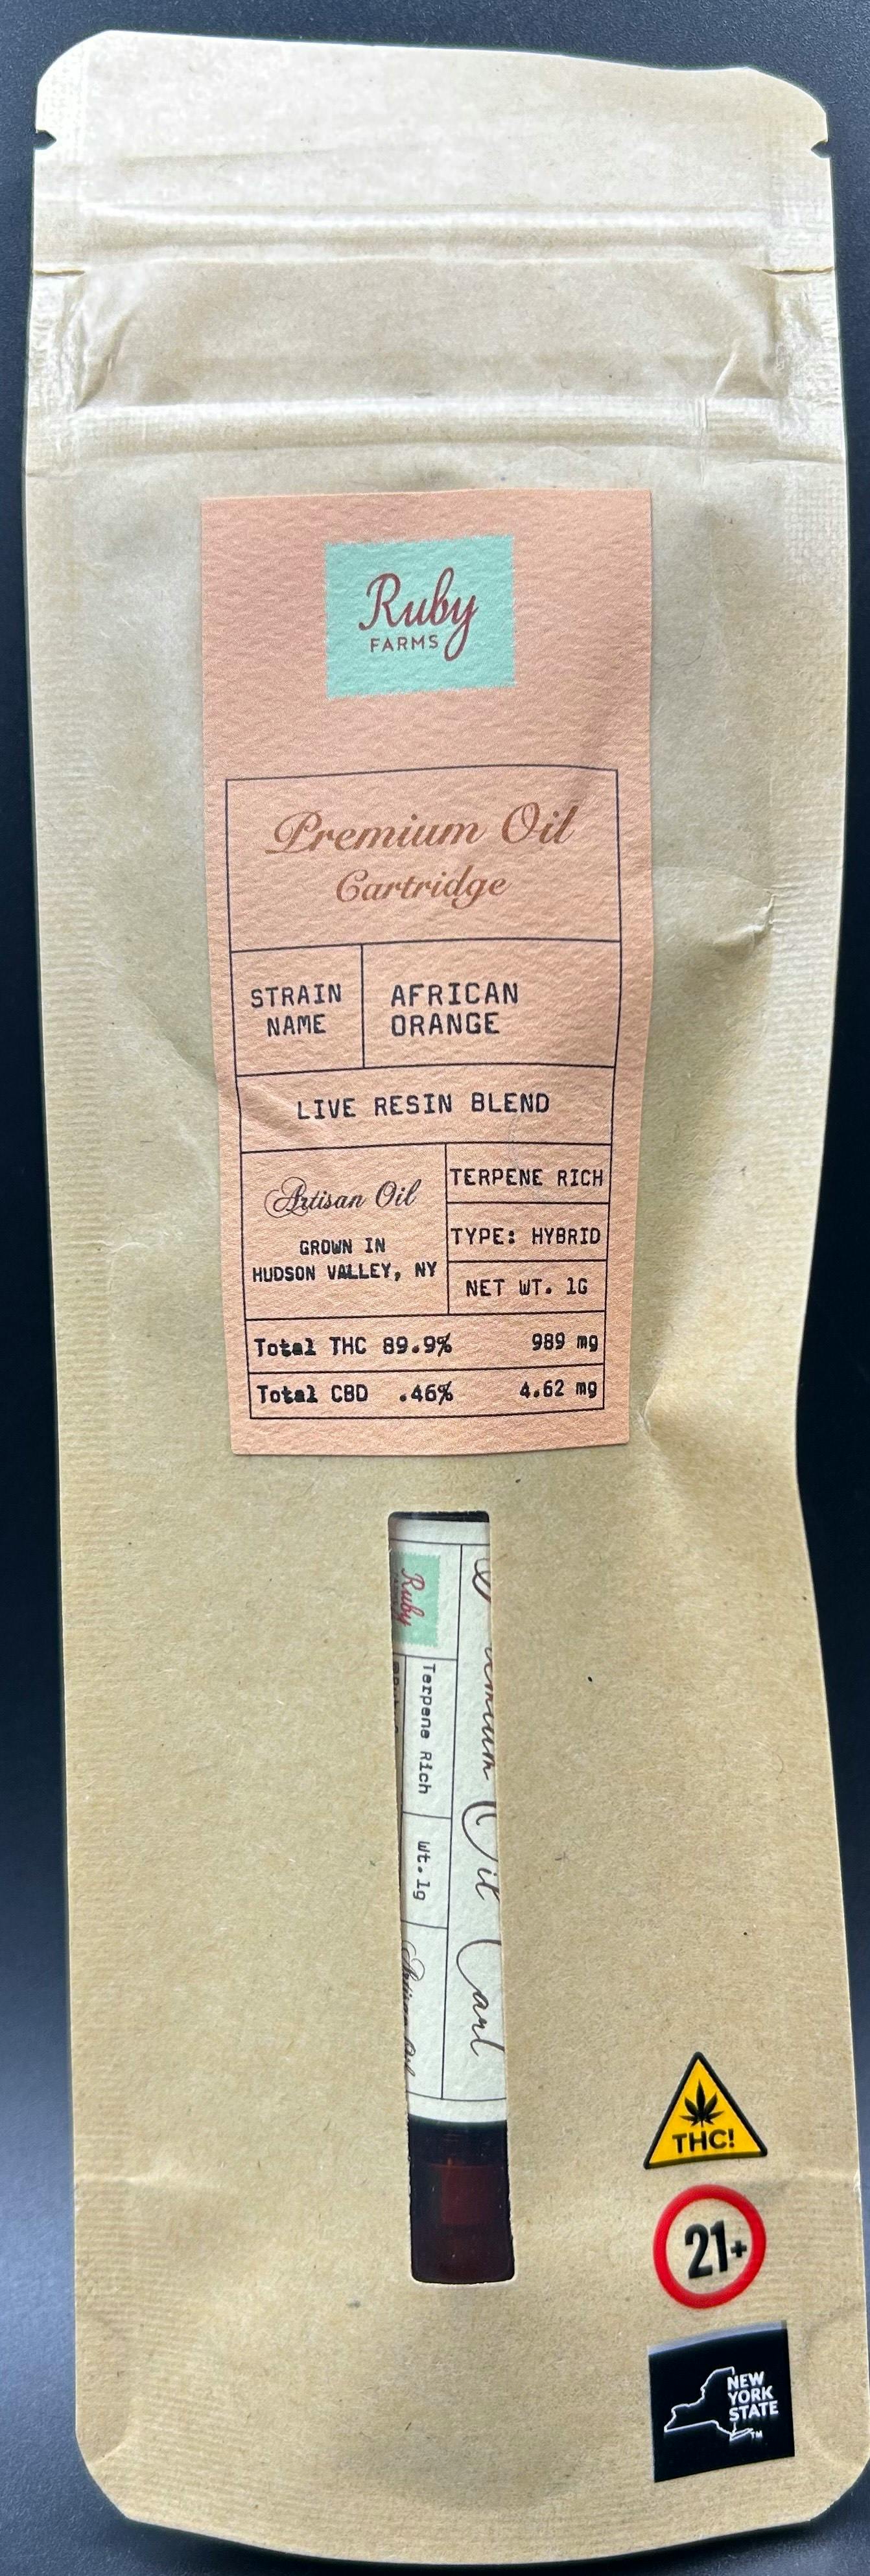 Ruby
FARMS
Premium Oil
Cartridge
STRAIN NAME
AFRICAN ORANGE
LIVE RESIN BLEND
Artisan Oil
GROWN IN
HUDSON VALLEY, NY
TERPENE RICH
TYPE: HYBRID
NET WT. 1G
Total THC 89.9% 989 mg
Total CBD .46% 4.62 mg
Ruby
Terpene Rich
Wt. 1g
Oil
THC!
21+
NEW
YORK
STATE
TM